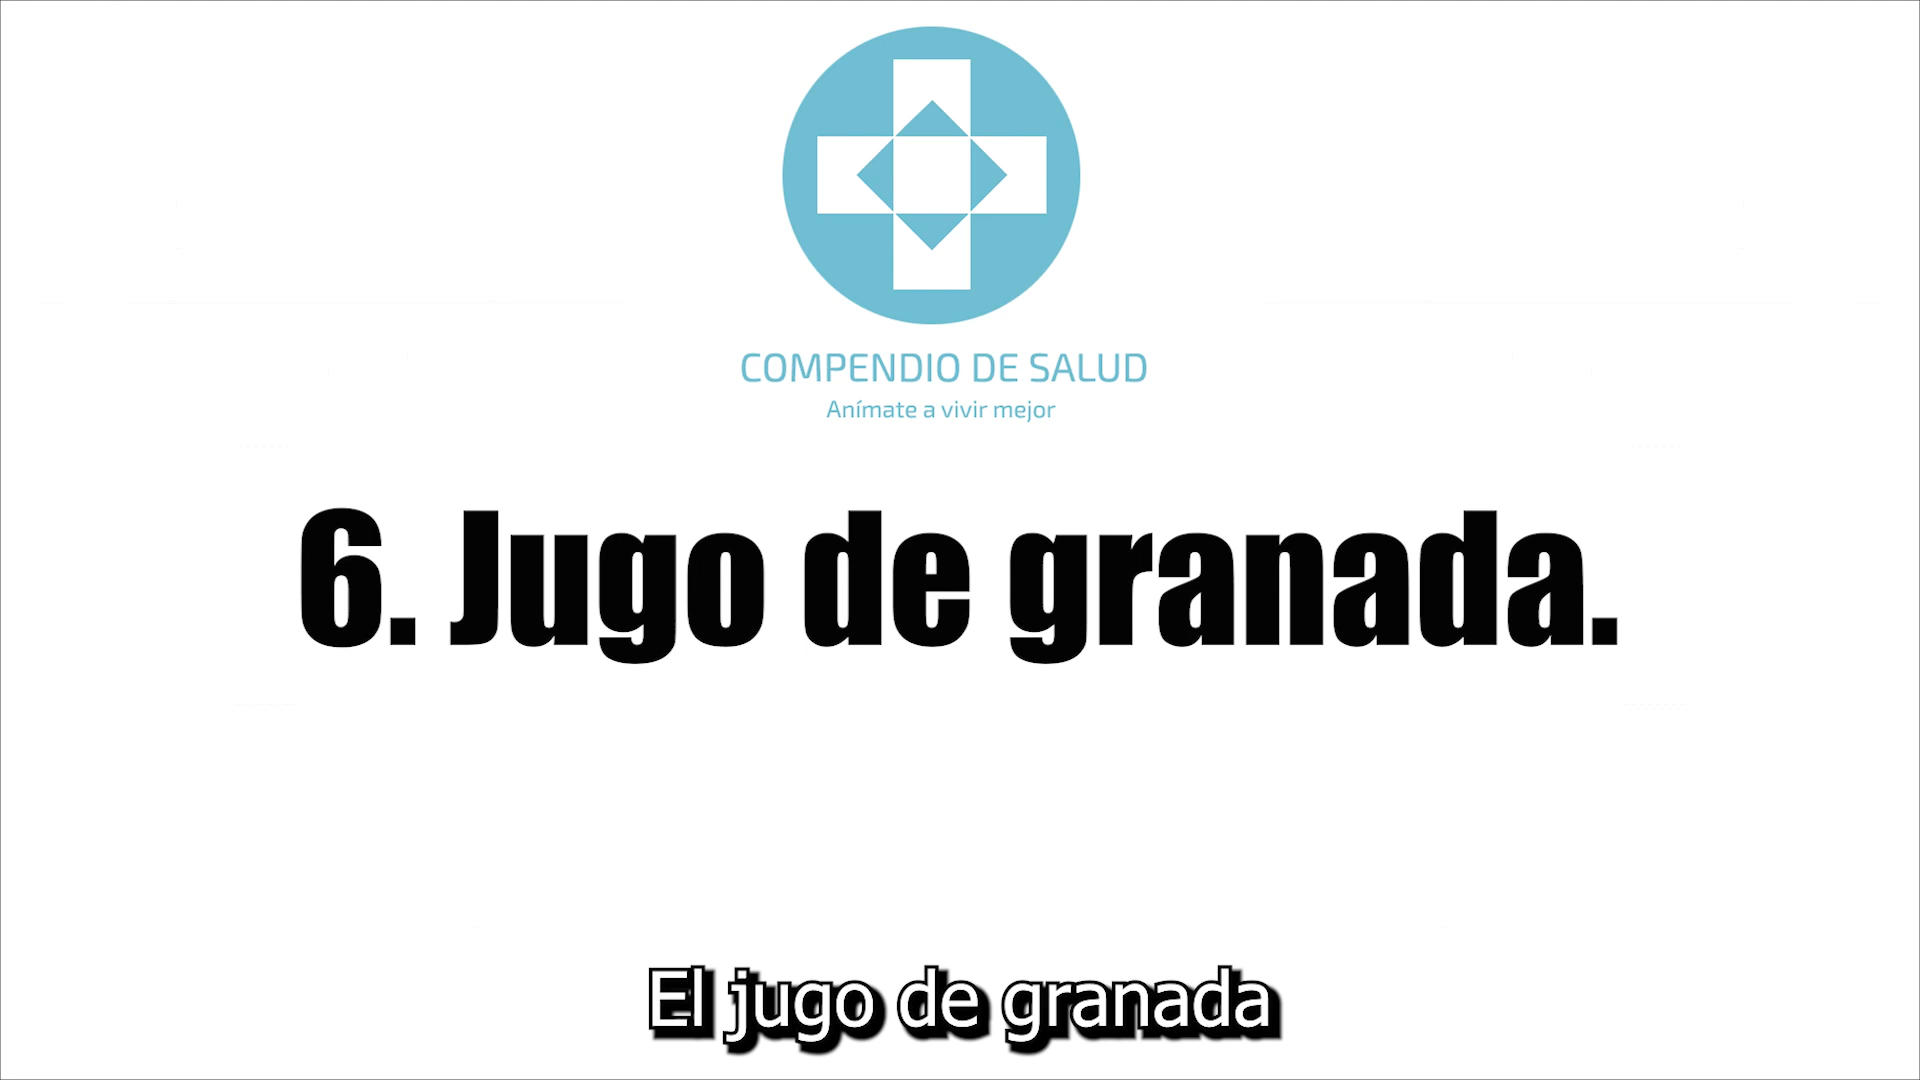 COMPENDIO DE SALUD
Anímate a vivir mejor
6. Jugo de granada.
El jugo de granada